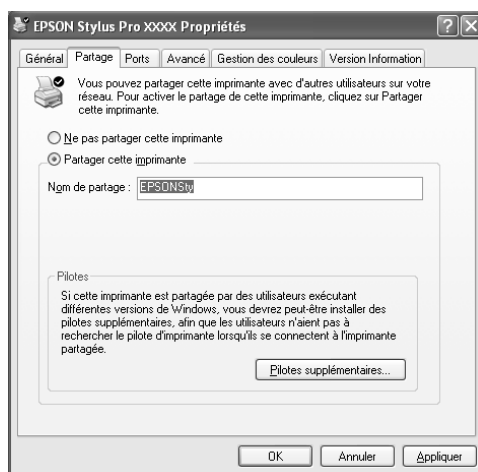 EPSON Stylus Pro XXXX Propriétés
Général Partage Ports Avancé Gestion des couleurs Version Information
Vous pouvez partager cette imprimante avec d'autres utilisateurs sur votre
réseau. Pour activer le partage de cette imprimante, cliquez sur Partager
cette imprimante.
Ne pas partager cette imprimante
Partager cette imprimante
Nom de partage : EPSONSty
Pilotes
Si cette imprimante est partagée par des utilisateurs exécutant
différentes versions de Windows, vous devrez peut-être installer des
pilotes supplémentaires, afin que les utilisateurs n'aient pas à
rechercher le pilote d'imprimante lorsqu'ils se connectent à l'imprimante
partagée.
Pilotes supplémentaires...
OK Annuler Appliquer